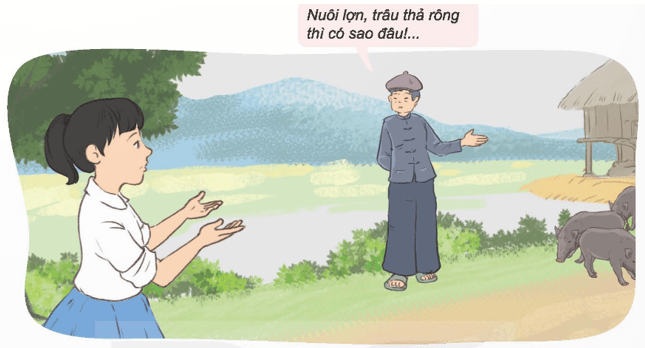 Nuôi lợn, trâu thả rông
thì có sao đâu!...